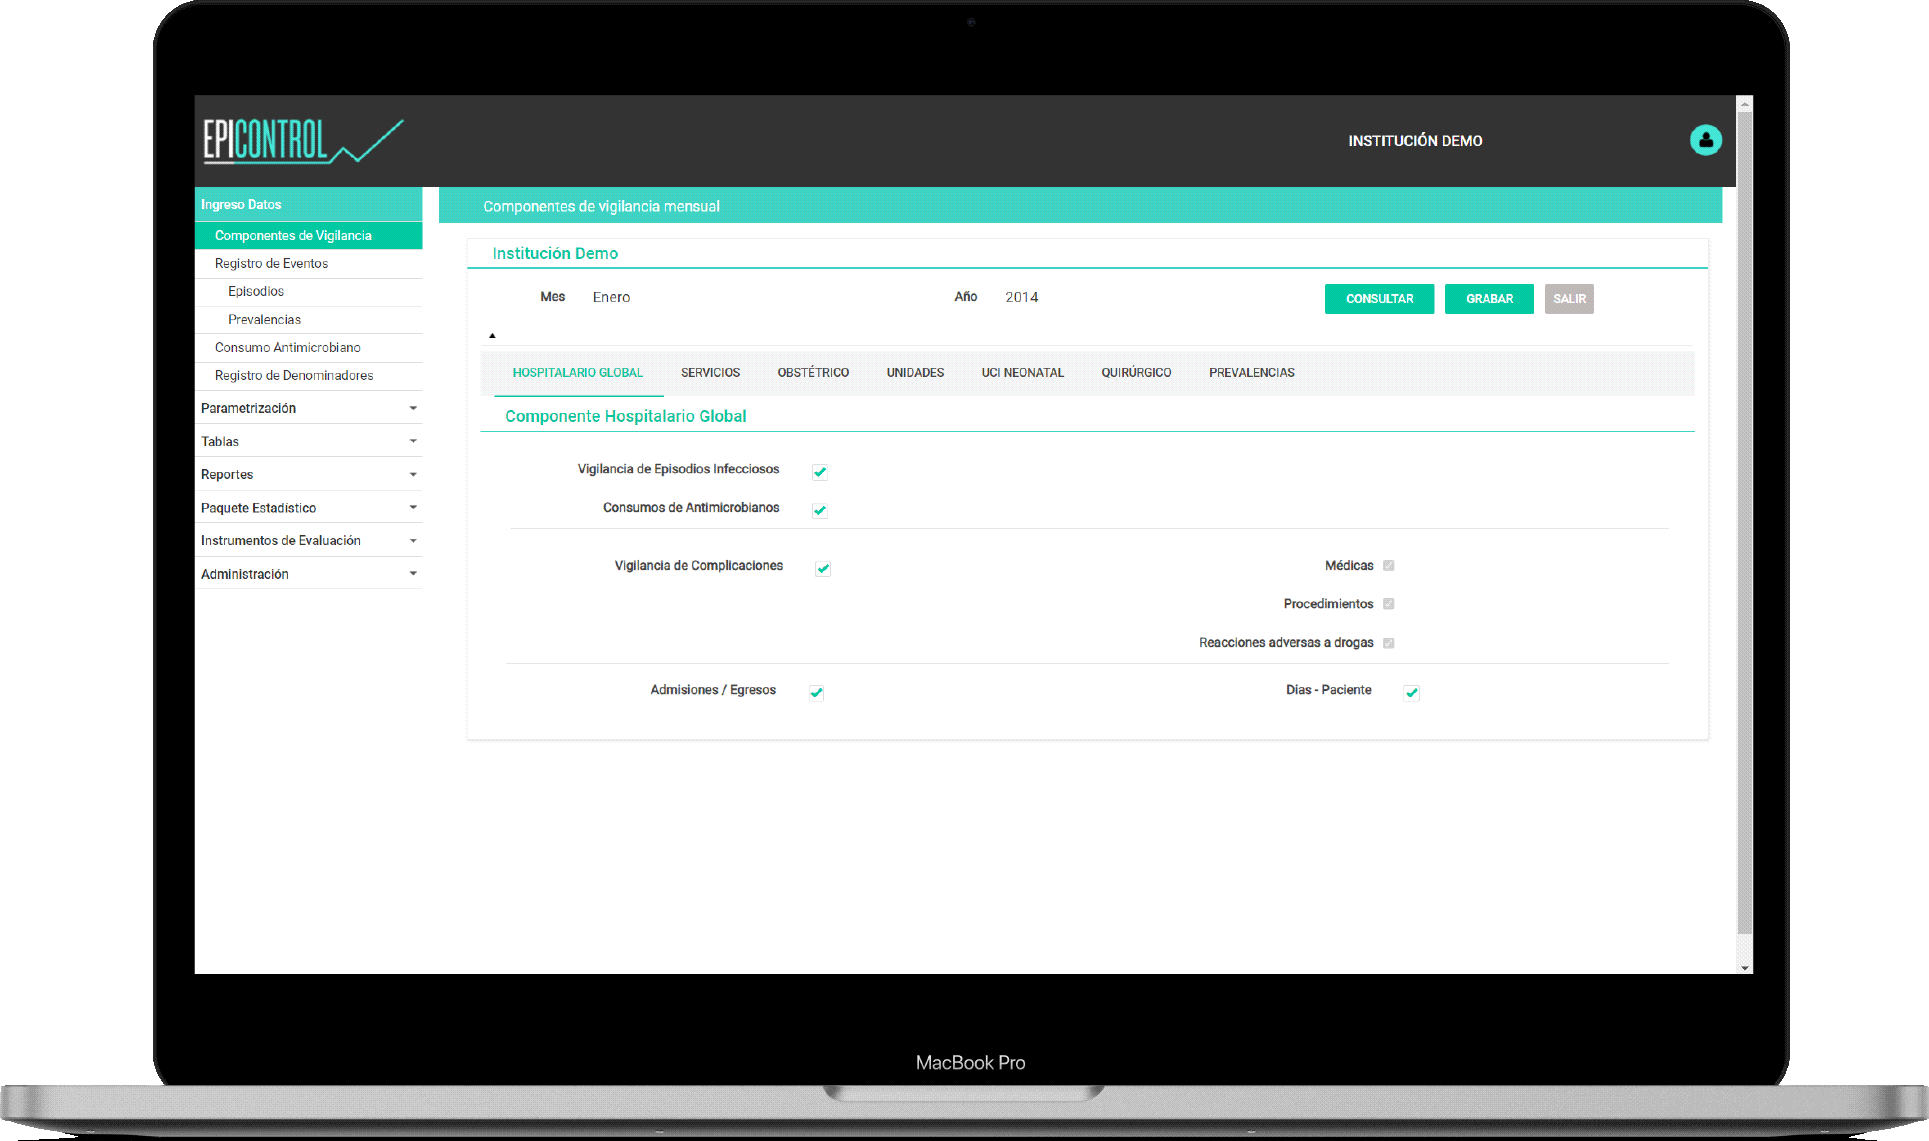 EPICONTROL
INSTITUCIÓN DEMO
Ingreso Datos
Componentes de Vigilancia
Registro de Eventos
Episodios
Prevalencias
Consumo Antimicrobiano
Registro de Denominadores
Parametrización
Tablas
Reportes
Paquete Estadístico
Instrumentos de Evaluación
Administración
Componentes de vigilancia mensual
Institución Demo
Mes Enero Año 2014 CONSULTAR GRABAR SALIR
HOSPITALARIO GLOBAL SERVICIOS OBSTÉTRICO UNIDADES UCI NEONATAL QUIRÚRGICO PREVALENCIAS
Componente Hospitalario Global
Vigilancia de Episodios Infecciosos
Consumos de Antimicrobianos
Vigilancia de Complicaciones Médicas
Procedimientos
Reacciones adversas a drogas
Admisiones / Egresos Dias - Paciente
MacBook Pro